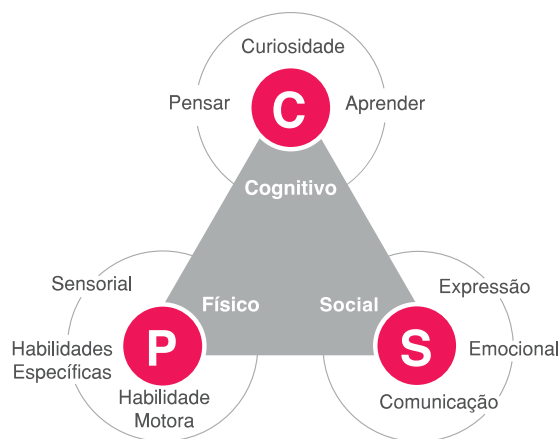 Curiosidade
Pensar
C
Aprender
Cognitivo
Sensorial
Físico
Social
Expressão
Habilidades
Específicas
P
S
Emocional
Habilidade
Motora
Comunicação